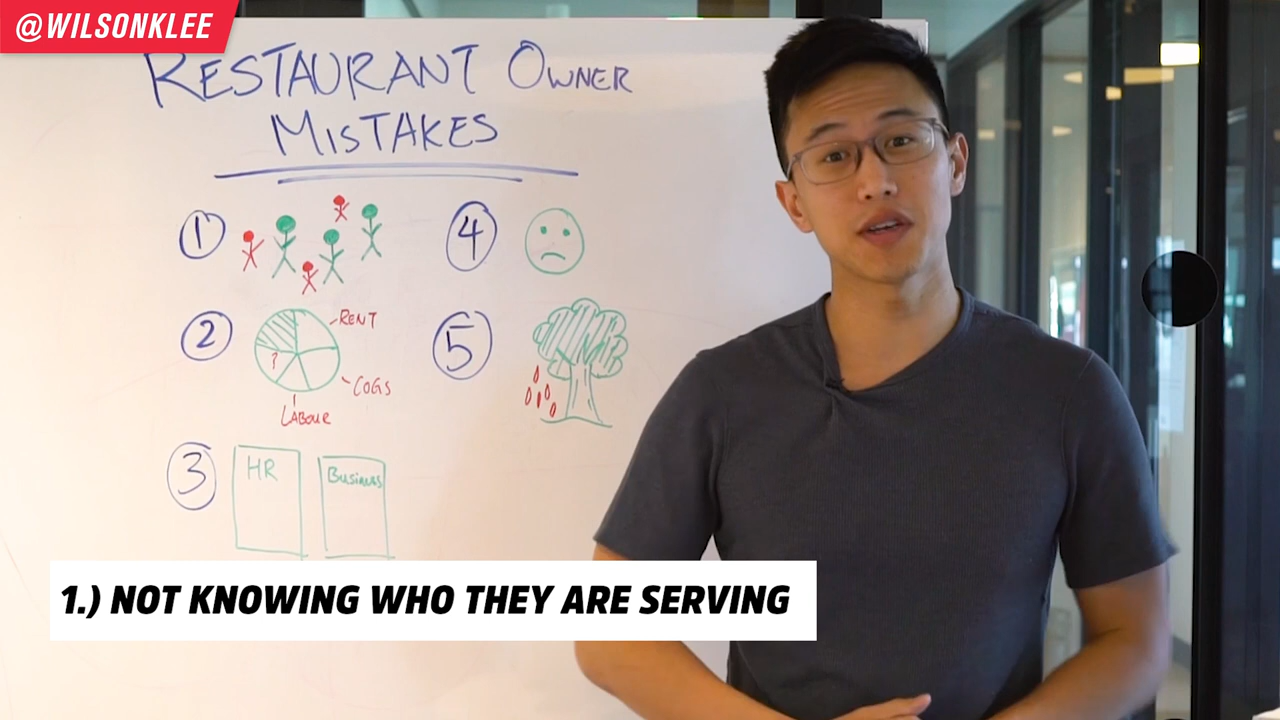 @WILSONKLEE
RESTAURANT OWNER
MISTAKES
1
4
2
RENT
?
COGS
LABOUR
5
3
HR
BUSINESS
1.) NOT KNOWING WHO THEY ARE SERVING